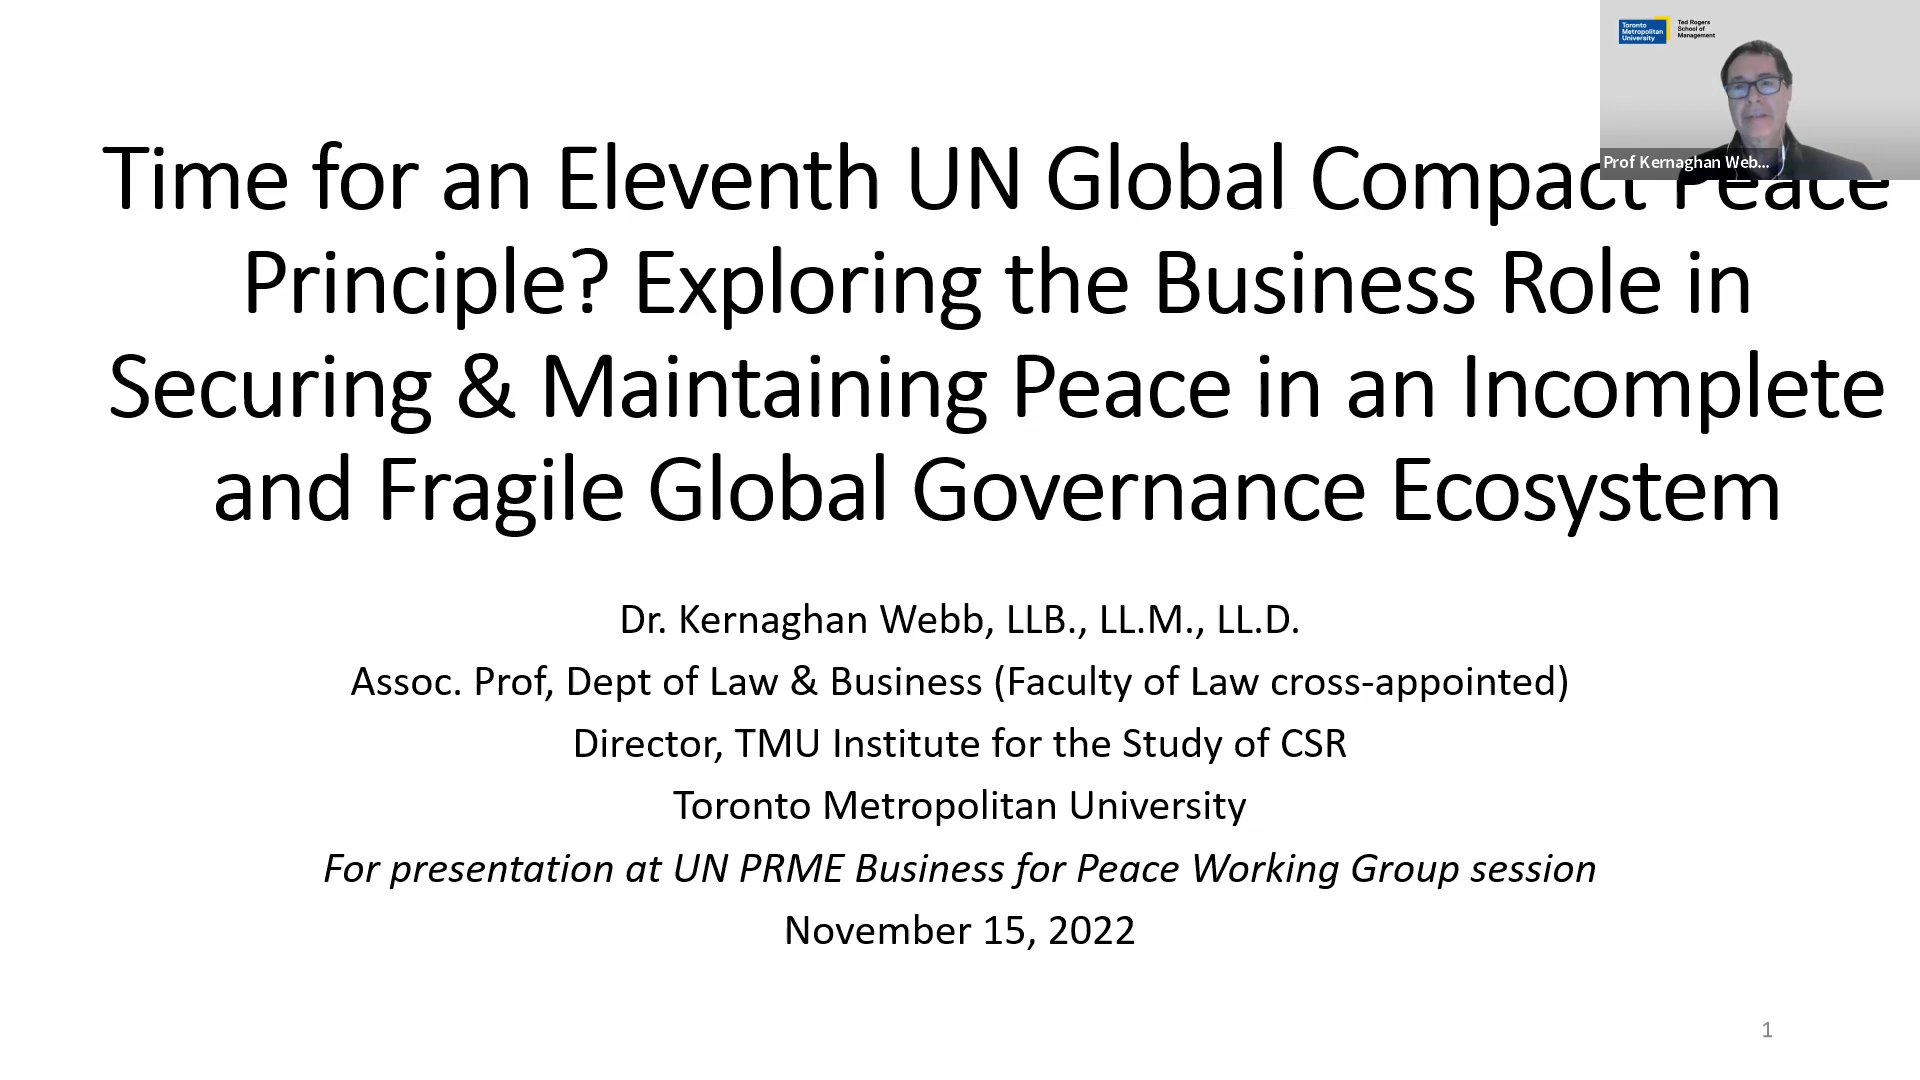 Toronto
Metropolitan
University
Ted Rogers
School of
Management
Prof Kernaghan Web...
Time for an Eleventh UN Global Compact Peace
Principle? Exploring the Business Role in
Securing & Maintaining Peace in an Incomplete
and Fragile Global Governance Ecosystem
Dr. Kernaghan Webb, LLB., LL.M., LL.D.
Assoc. Prof, Dept of Law & Business (Faculty of Law cross-appointed)
Director, TMU Institute for the Study of CSR
Toronto Metropolitan University
For presentation at UN PRME Business for Peace Working Group session
November 15, 2022
1